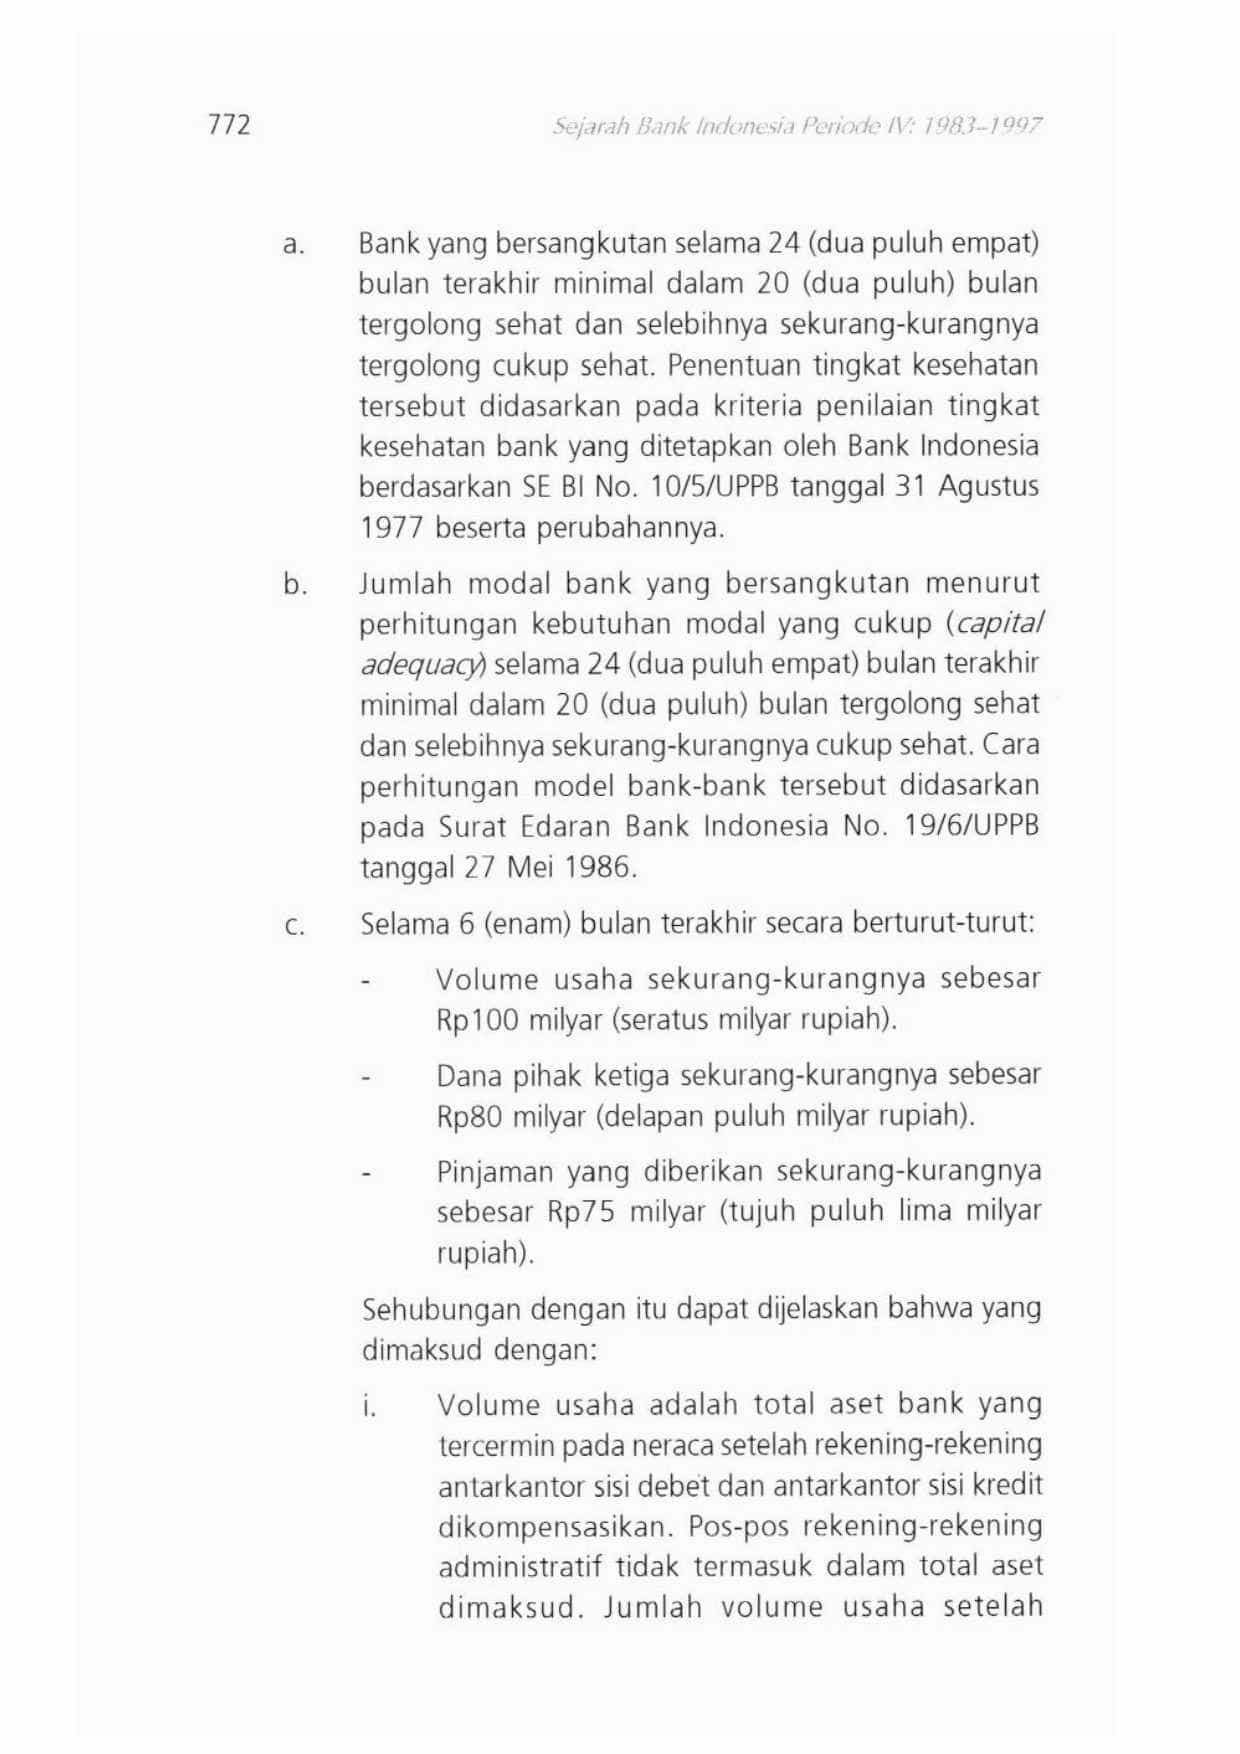 772
Sejarah Bank Indonesia Periode IV: 1983–1997
a. Bank yang bersangkutan selama 24 (dua puluh empat)
bulan terakhir minimal dalam 20 (dua puluh) bulan
tergolong sehat dan selebihnya sekurang-kurangnya
tergolong cukup sehat. Penentuan tingkat kesehatan
tersebut didasarkan pada kriteria penilaian tingkat
kesehatan bank yang ditetapkan oleh Bank Indonesia
berdasarkan SE BI No. 10/5/UPPB tanggal 31 Agustus
1977 beserta perubahannya.
b. Jumlah modal bank yang bersangkutan menurut
perhitungan kebutuhan modal yang cukup (capital
adequacy) selama 24 (dua puluh empat) bulan terakhir
minimal dalam 20 (dua puluh) bulan tergolong sehat
dan selebihnya sekurang-kurangnya cukup sehat. Cara
perhitungan model bank-bank tersebut didasarkan
pada Surat Edaran Bank Indonesia No. 19/6/UPPB
tanggal 27 Mei 1986.
c. Selama 6 (enam) bulan terakhir secara berturut-turut:
- Volume usaha sekurang-kurangnya sebesar
Rp100 milyar (seratus milyar rupiah).
- Dana pihak ketiga sekurang-kurangnya sebesar
Rp80 milyar (delapan puluh milyar rupiah).
- Pinjaman yang diberikan sekurang-kurangnya
sebesar Rp75 milyar (tujuh puluh lima milyar
rupiah).
Sehubungan dengan itu dapat dijelaskan bahwa yang
dimaksud dengan:
i. Volume usaha adalah total aset bank yang
tercermin pada neraca setelah rekening-rekening
antarkantor sisi debet dan antarkantor sisi kredit
dikompensasikan. Pos-pos rekening-rekening
administratif tidak termasuk dalam total aset
dimaksud. Jumlah volume usaha setelah